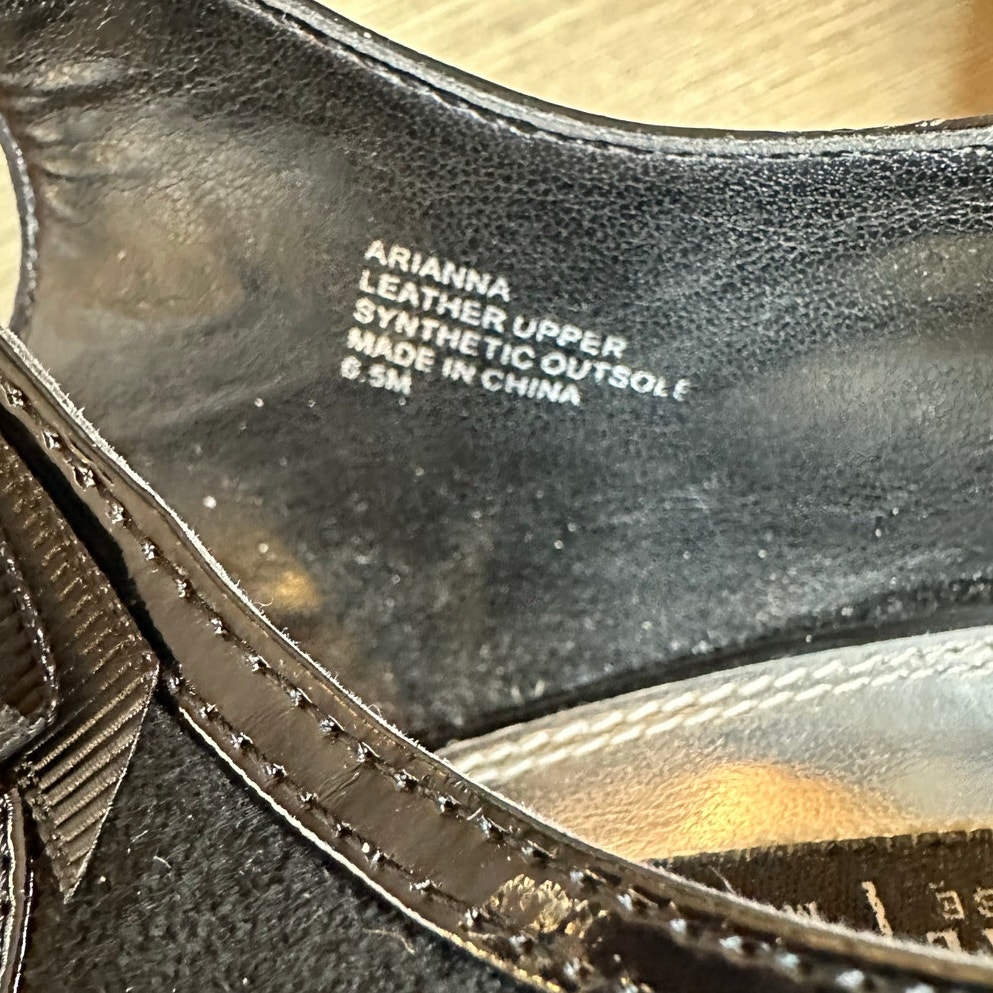 ARIANNA
LEATHER UPPER
SYNTHETIC OUTSOLE
MADE IN CHINA
6.5M